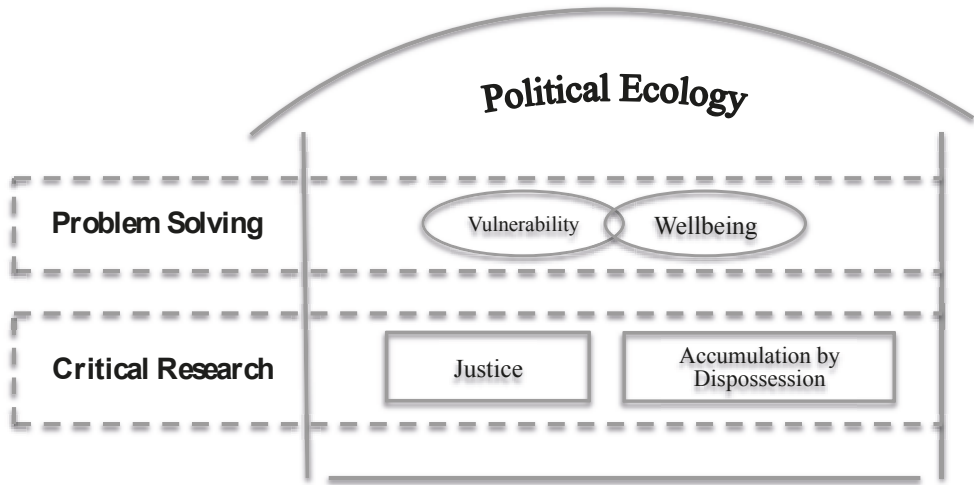 Political Ecology
Problem Solving
Vulnerability
Wellbeing
Critical Research
Justice
Accumulation by
Dispossession